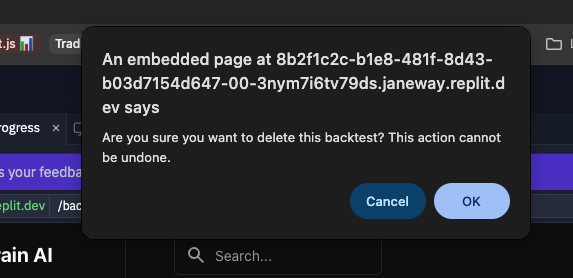 t.js
Trad
An embedded page at 8b2f1c2c-b1e8-481f-8d43-
b03d7154d647-00-3nym7i6tv79ds.janeway.replit.d
ev says
rogress ×
Are you sure you want to delete this backtest? This action cannot
be undone.
s your feedba
eplit.dev /bac
Cancel OK
rain AI
Search...